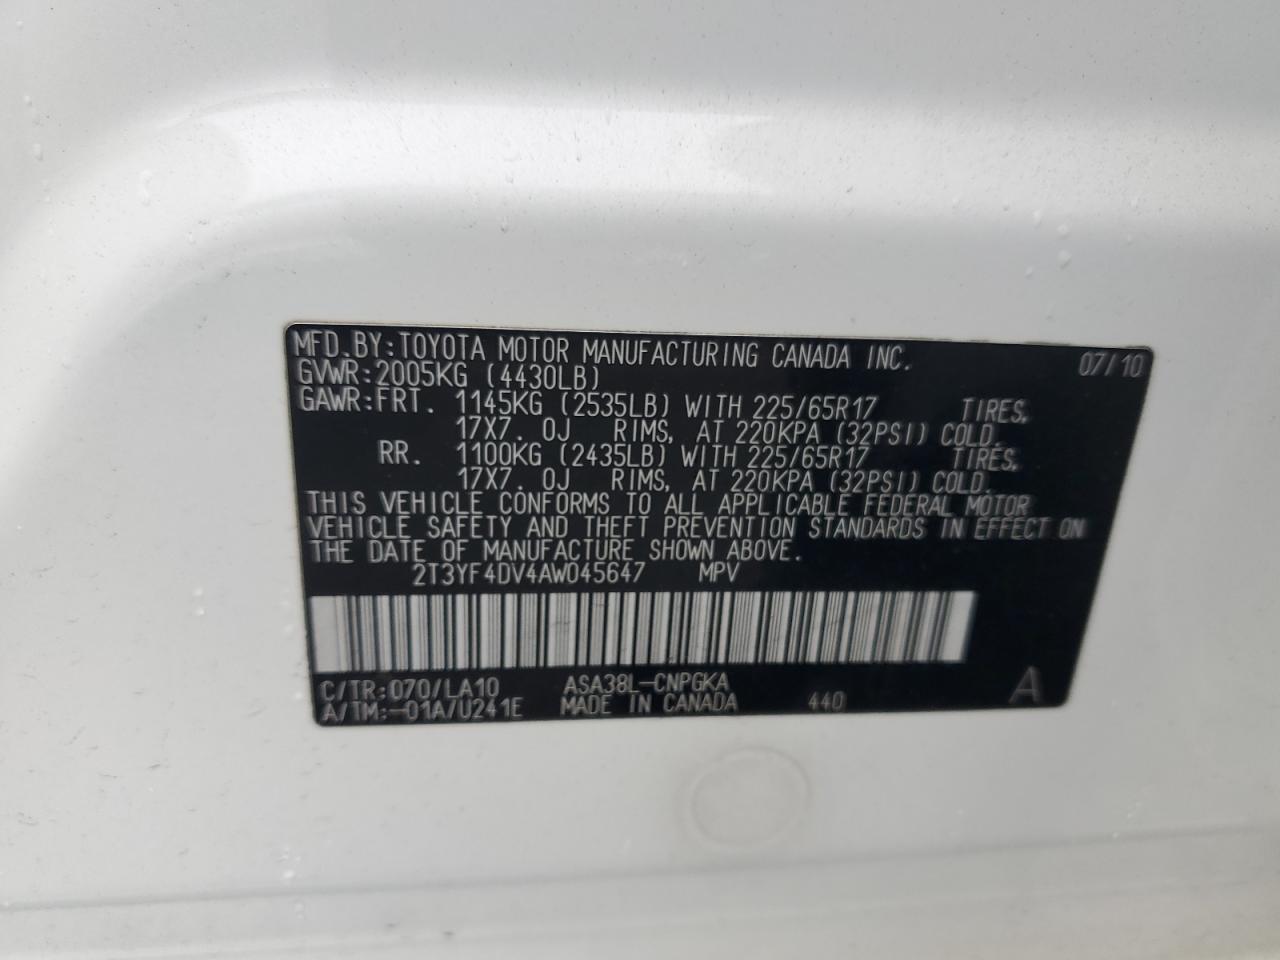 MFD.BY:TOYOTA MOTOR MANUFACTURING CANADA INC. 07/10
GVWR:2005KG (4430LB)
GAWR:FRT. 1145KG (2535LB) WITH 225/65R17 TIRES,
17X7. 0J RIMS, AT 220KPA (32PSI) COLD.
RR. 1100KG (2435LB) WITH 225/65R17 TIRES,
17X7. 0J RIMS, AT 220KPA (32PSI) COLD.
THIS VEHICLE CONFORMS TO ALL APPLICABLE FEDERAL MOTOR
VEHICLE SAFETY AND THEFT PREVENTION STANDARDS IN EFFECT ON
THE DATE OF MANUFACTURE SHOWN ABOVE.
2T3YF4DV4AW045647 MPV
C/TR:070/LA10 ASA38L-CNPGKA
A/TM:-01A/U241E MADE IN CANADA 440 A